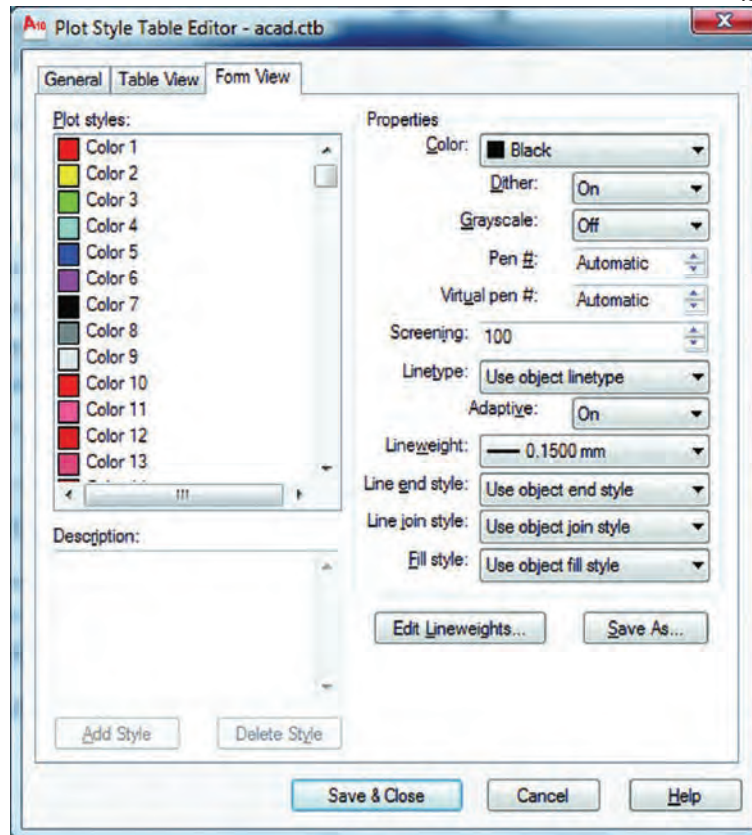 A10 Plot Style Table Editor - acad.ctb
General Table View Form View
Plot styles:
Color 1
Color 2
Color 3
Color 4
Color 5
Color 6
Color 7
Color 8
Color 9
Color 10
Color 11
Color 12
Color 13
Description:
Add Style Delete Style
Properties
Color: Black
Dither: On
Grayscale: Off
Pen #: Automatic
Virtual pen #: Automatic
Screening: 100
Linetype: Use object linetype
Adaptive: On
Lineweight: 0.1500 mm
Line end style: Use object end style
Line join style: Use object join style
Fill style: Use object fill style
Edit Lineweights... Save As...
Save & Close Cancel Help